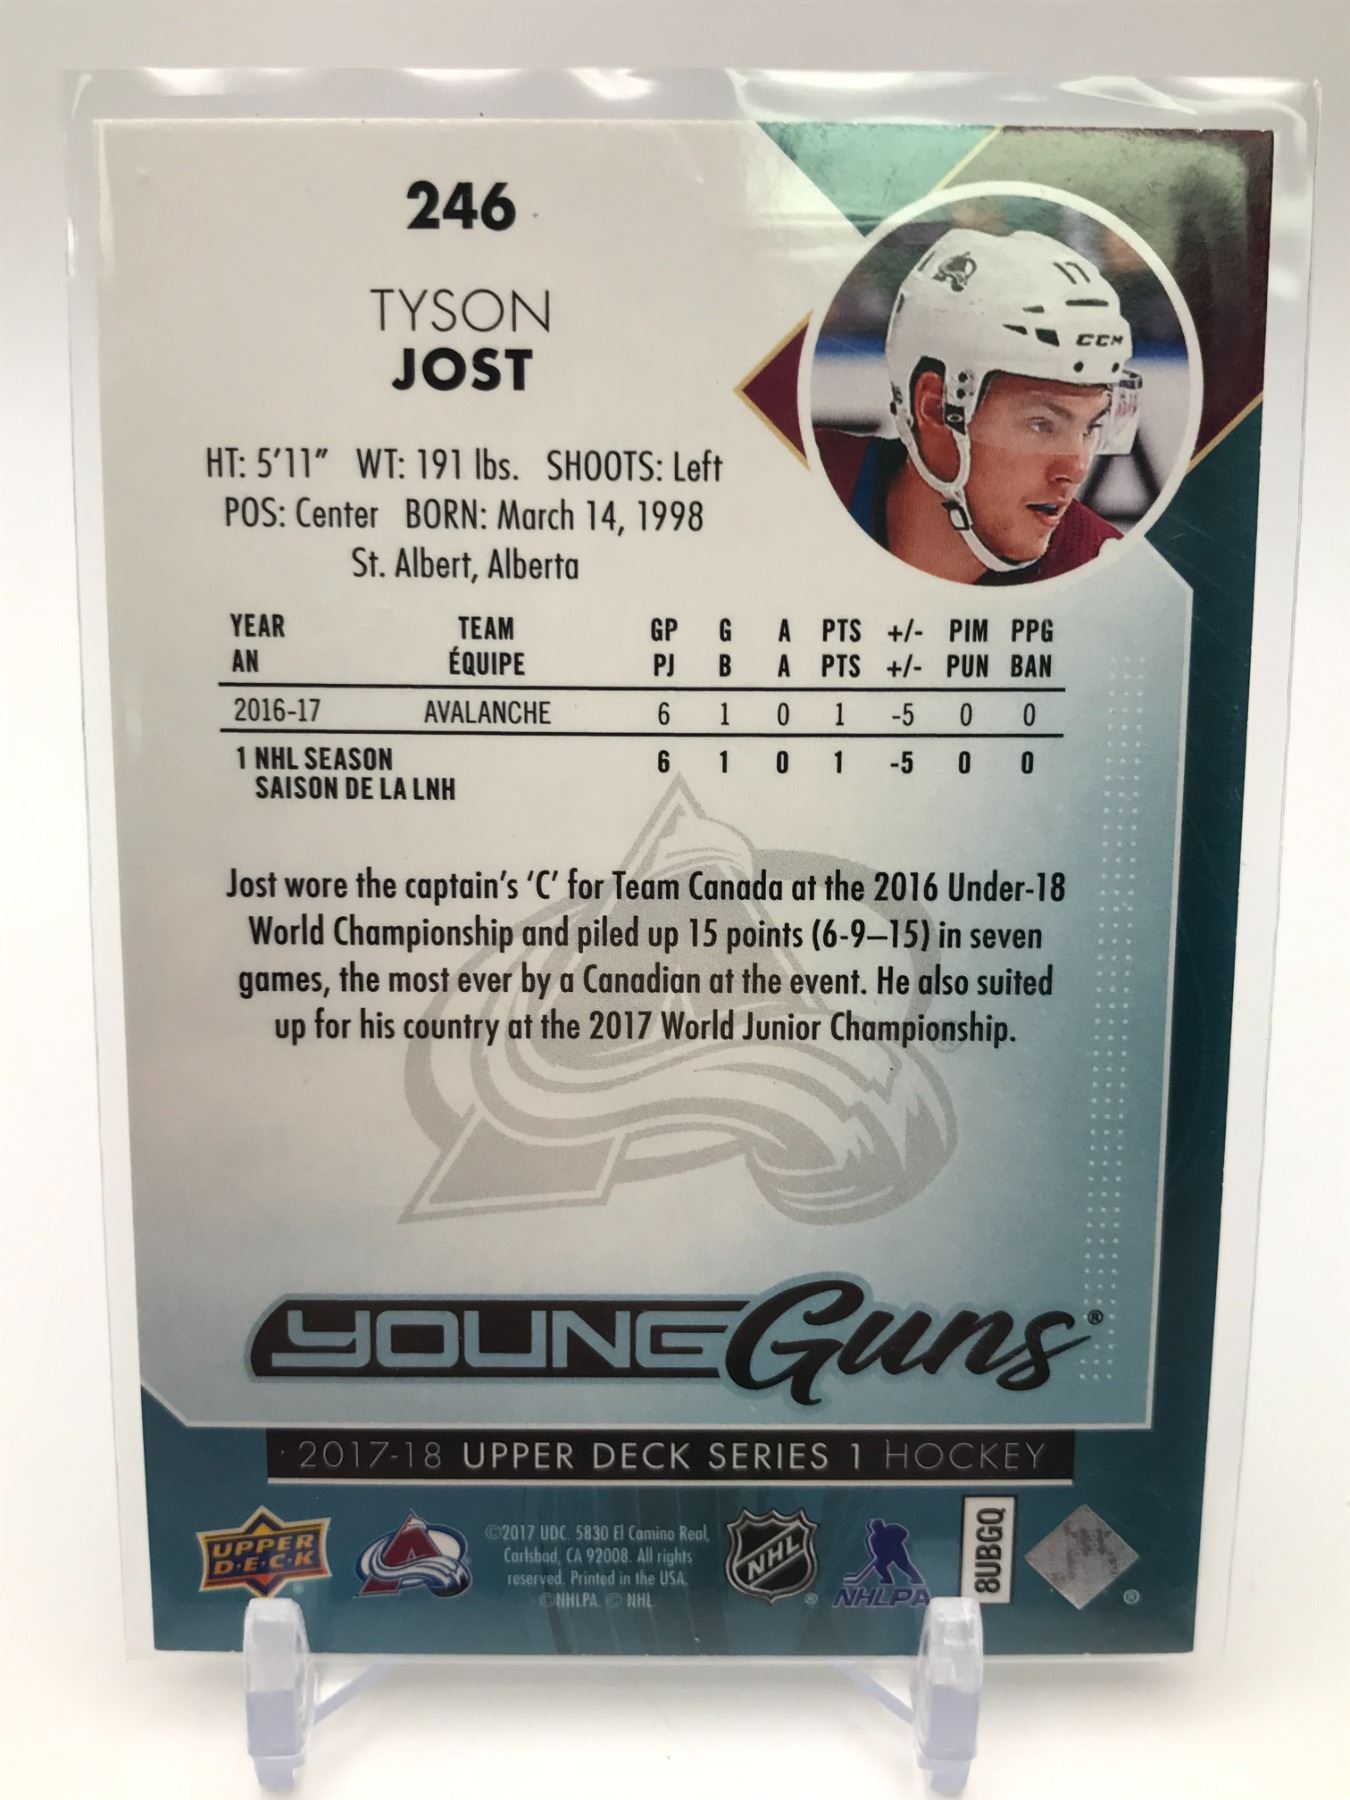 246
TYSON
JOST
17
CCM
HT: 5'11" WT: 191 lbs. SHOOTS: Left
POS: Center BORN: March 14, 1998
St. Albert, Alberta
YEAR TEAM GP G A PTS +/- PIM PPG
AN ÉQUIPE PJ B A PTS +/- PUN BAN
2016-17 AVALANCHE 6 1 0 1 -5 0 0
1 NHL SEASON 6 1 0 1 -5 0 0
SAISON DE LA LNH
Jost wore the captain's 'C' for Team Canada at the 2016 Under-18
World Championship and piled up 15 points (6-9–15) in seven
games, the most ever by a Canadian at the event. He also suited
up for his country at the 2017 World Junior Championship.
YOUNG Guns®
· 2017-18 UPPER DECK SERIES 1 HOCKEY
UPPER
D·E·C·K
©2017 UDC. 5830 El Camino Real,
Carlsbad, CA 92008. All rights
reserved. Printed in the USA.
©NHLPA. © NHL
NHL
NHLPA
8UBGQ